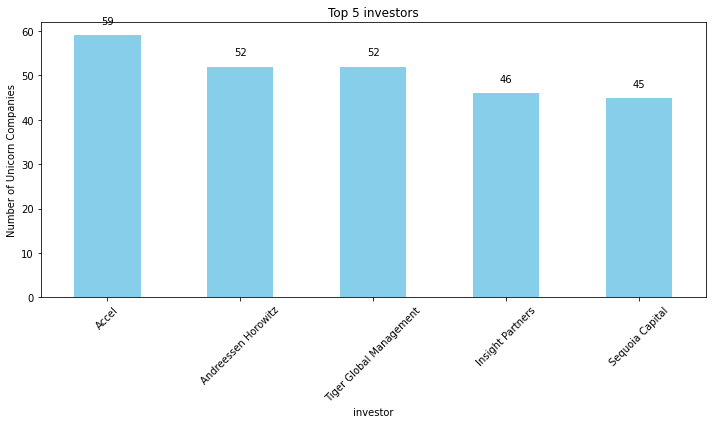 Top 5 investors
59
52
52
46
45
60
50
40
30
20
10
0
Number of Unicorn Companies
Accel
Andreessen Horowitz
Tiger Global Management
Insight Partners
Sequoia Capital
investor